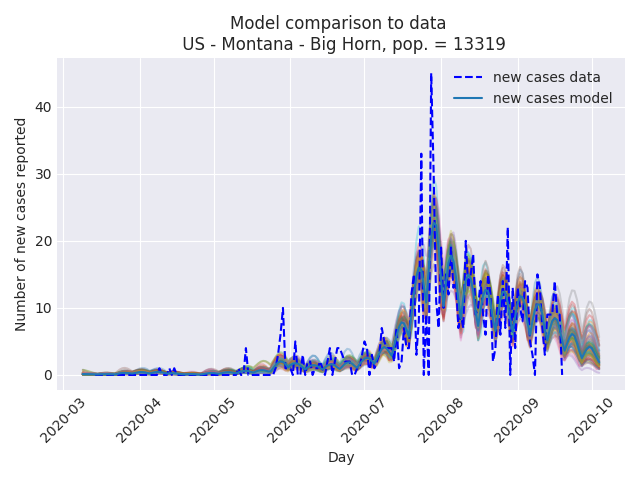 Model comparison to data
US - Montana - Big Horn, pop. = 13319
new cases data
new cases model
Number of new cases reported
40
30
20
10
0
2020-03
2020-04
2020-05
2020-06
2020-07
2020-08
2020-09
2020-10
Day